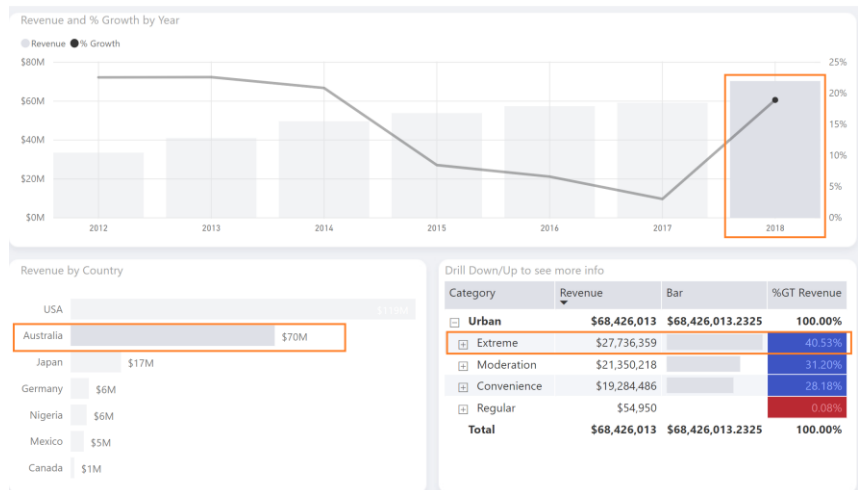 Revenue and % Growth by Year
Revenue % Growth
$80M 25%
20%
$60M
15%
$40M
10%
$20M
5%
$0M 0%
2012 2013 2014 2015 2016 2017 2018
Revenue by Country
USA
Australia $70M
Japan $17M
Germany $6M
Nigeria $6M
Mexico $5M
Canada $1M
Drill Down/Up to see more info
Category Revenue Bar %GT Revenue
Urban $68,426,013 $68,426,013.2325 100.00%
Extreme $27,736,359 40.53%
Moderation $21,350,218 31.20%
Convenience $19,284,486 28.18%
Regular $54,950 0.08%
Total $68,426,013 $68,426,013.2325 100.00%